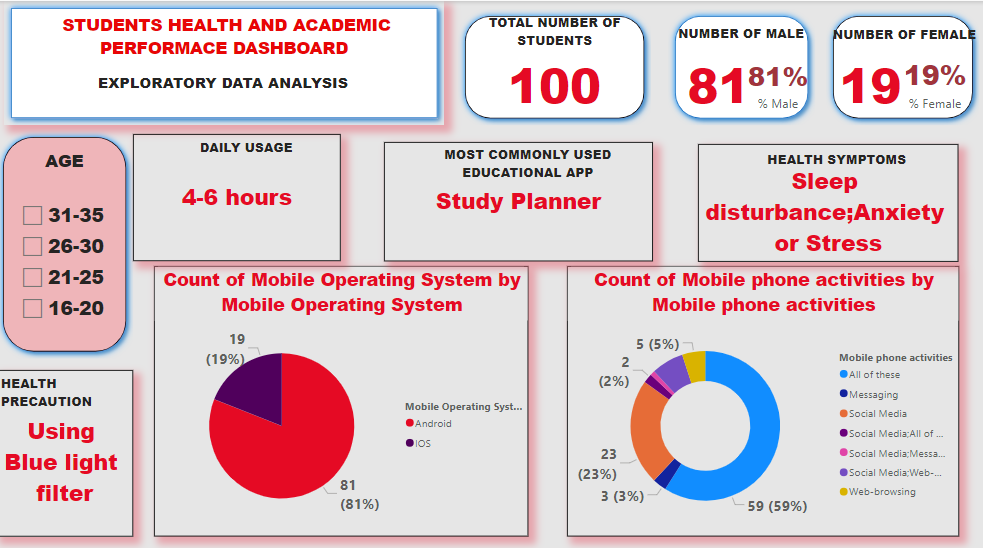 STUDENTS HEALTH AND ACADEMIC
PERFORMACE DASHBOARD
EXPLORATORY DATA ANALYSIS
TOTAL NUMBER OF
STUDENTS
100
NUMBER OF MALE
81 81%
% Male
NUMBER OF FEMALE
19 19%
% Female
AGE
31-35
26-30
21-25
16-20
DAILY USAGE
4-6 hours
MOST COMMONLY USED
EDUCATIONAL APP
Study Planner
HEALTH SYMPTOMS
Sleep
disturbance;Anxiety
or Stress
HEALTH
PRECAUTION
Using
Blue light
filter
Count of Mobile Operating System by
Mobile Operating System
19
(19%)
81
(81%)
Mobile Operating Syst...
Android
IOS
Count of Mobile phone activities by
Mobile phone activities
5 (5%)
2
(2%)
23
(23%)
3 (3%)
59 (59%)
Mobile phone activities
All of these
Messaging
Social Media
Social Media;All of ...
Social Media;Messa...
Social Media;Web-...
Web-browsing